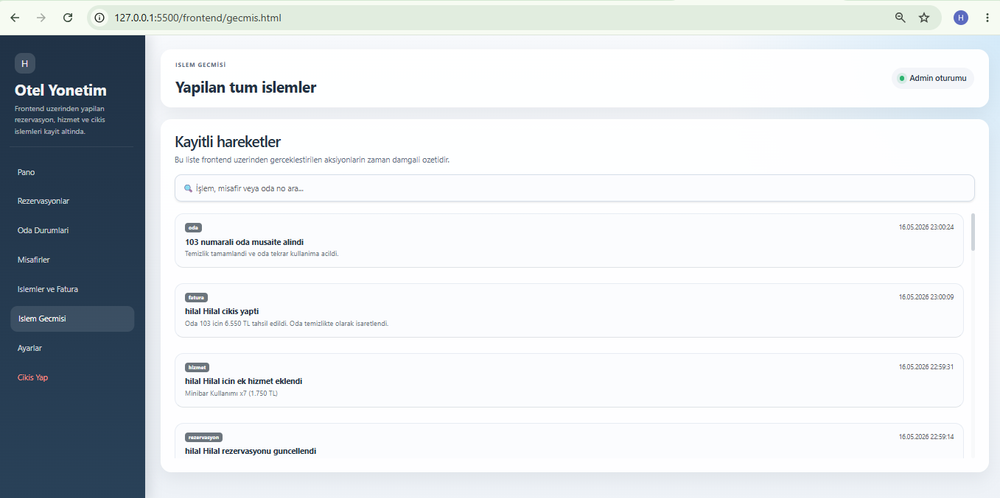 127.0.0.1:5500/frontend/gecmis.html
H
H
Otel Yonetim
Frontend uzerinden yapilan
rezervasyon, hizmet ve cikis
islemleri kayit altinda.
Pano
Rezervasyonlar
Oda Durumlari
Misafirler
Islemler ve Fatura
Islem Gecmisi
Ayarlar
Cikis Yap
ISLEM GECMİSİ
Yapilan tum islemler
Admin oturumu
Kayitli hareketler
Bu liste frontend uzerinden gerceklestirilen aksiyonlarin zaman damgali ozetidir.
İşlem, misafir veya oda no ara...
oda
16.05.2026 23:00:24
103 numarali oda musaite alindi
Temizlik tamamlandi ve oda tekrar kullanima acildi.
fatura
16.05.2026 23:00:09
hilal Hilal cikis yapti
Oda 103 icin 6.550 TL tahsil edildi. Oda temizlikte olarak isaretlendi.
hizmet
16.05.2026 22:59:31
hilal Hilal icin ek hizmet eklendi
Minibar Kullanımı x7 (1.750 TL)
rezervasyon
16.05.2026 22:59:14
hilal Hilal rezervasyonu guncellendi